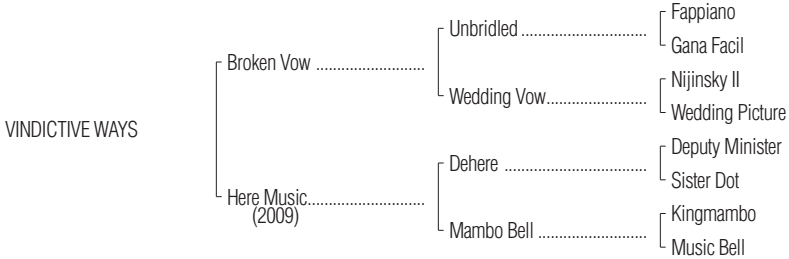 Fappiano
Unbridled
Gana Facil
Broken Vow
Nijinsky II
Wedding Vow
Wedding Picture
VINDICTIVE WAYS
Deputy Minister
Dehere
Sister Dot
Here Music
(2009)
Kingmambo
Mambo Bell
Music Bell